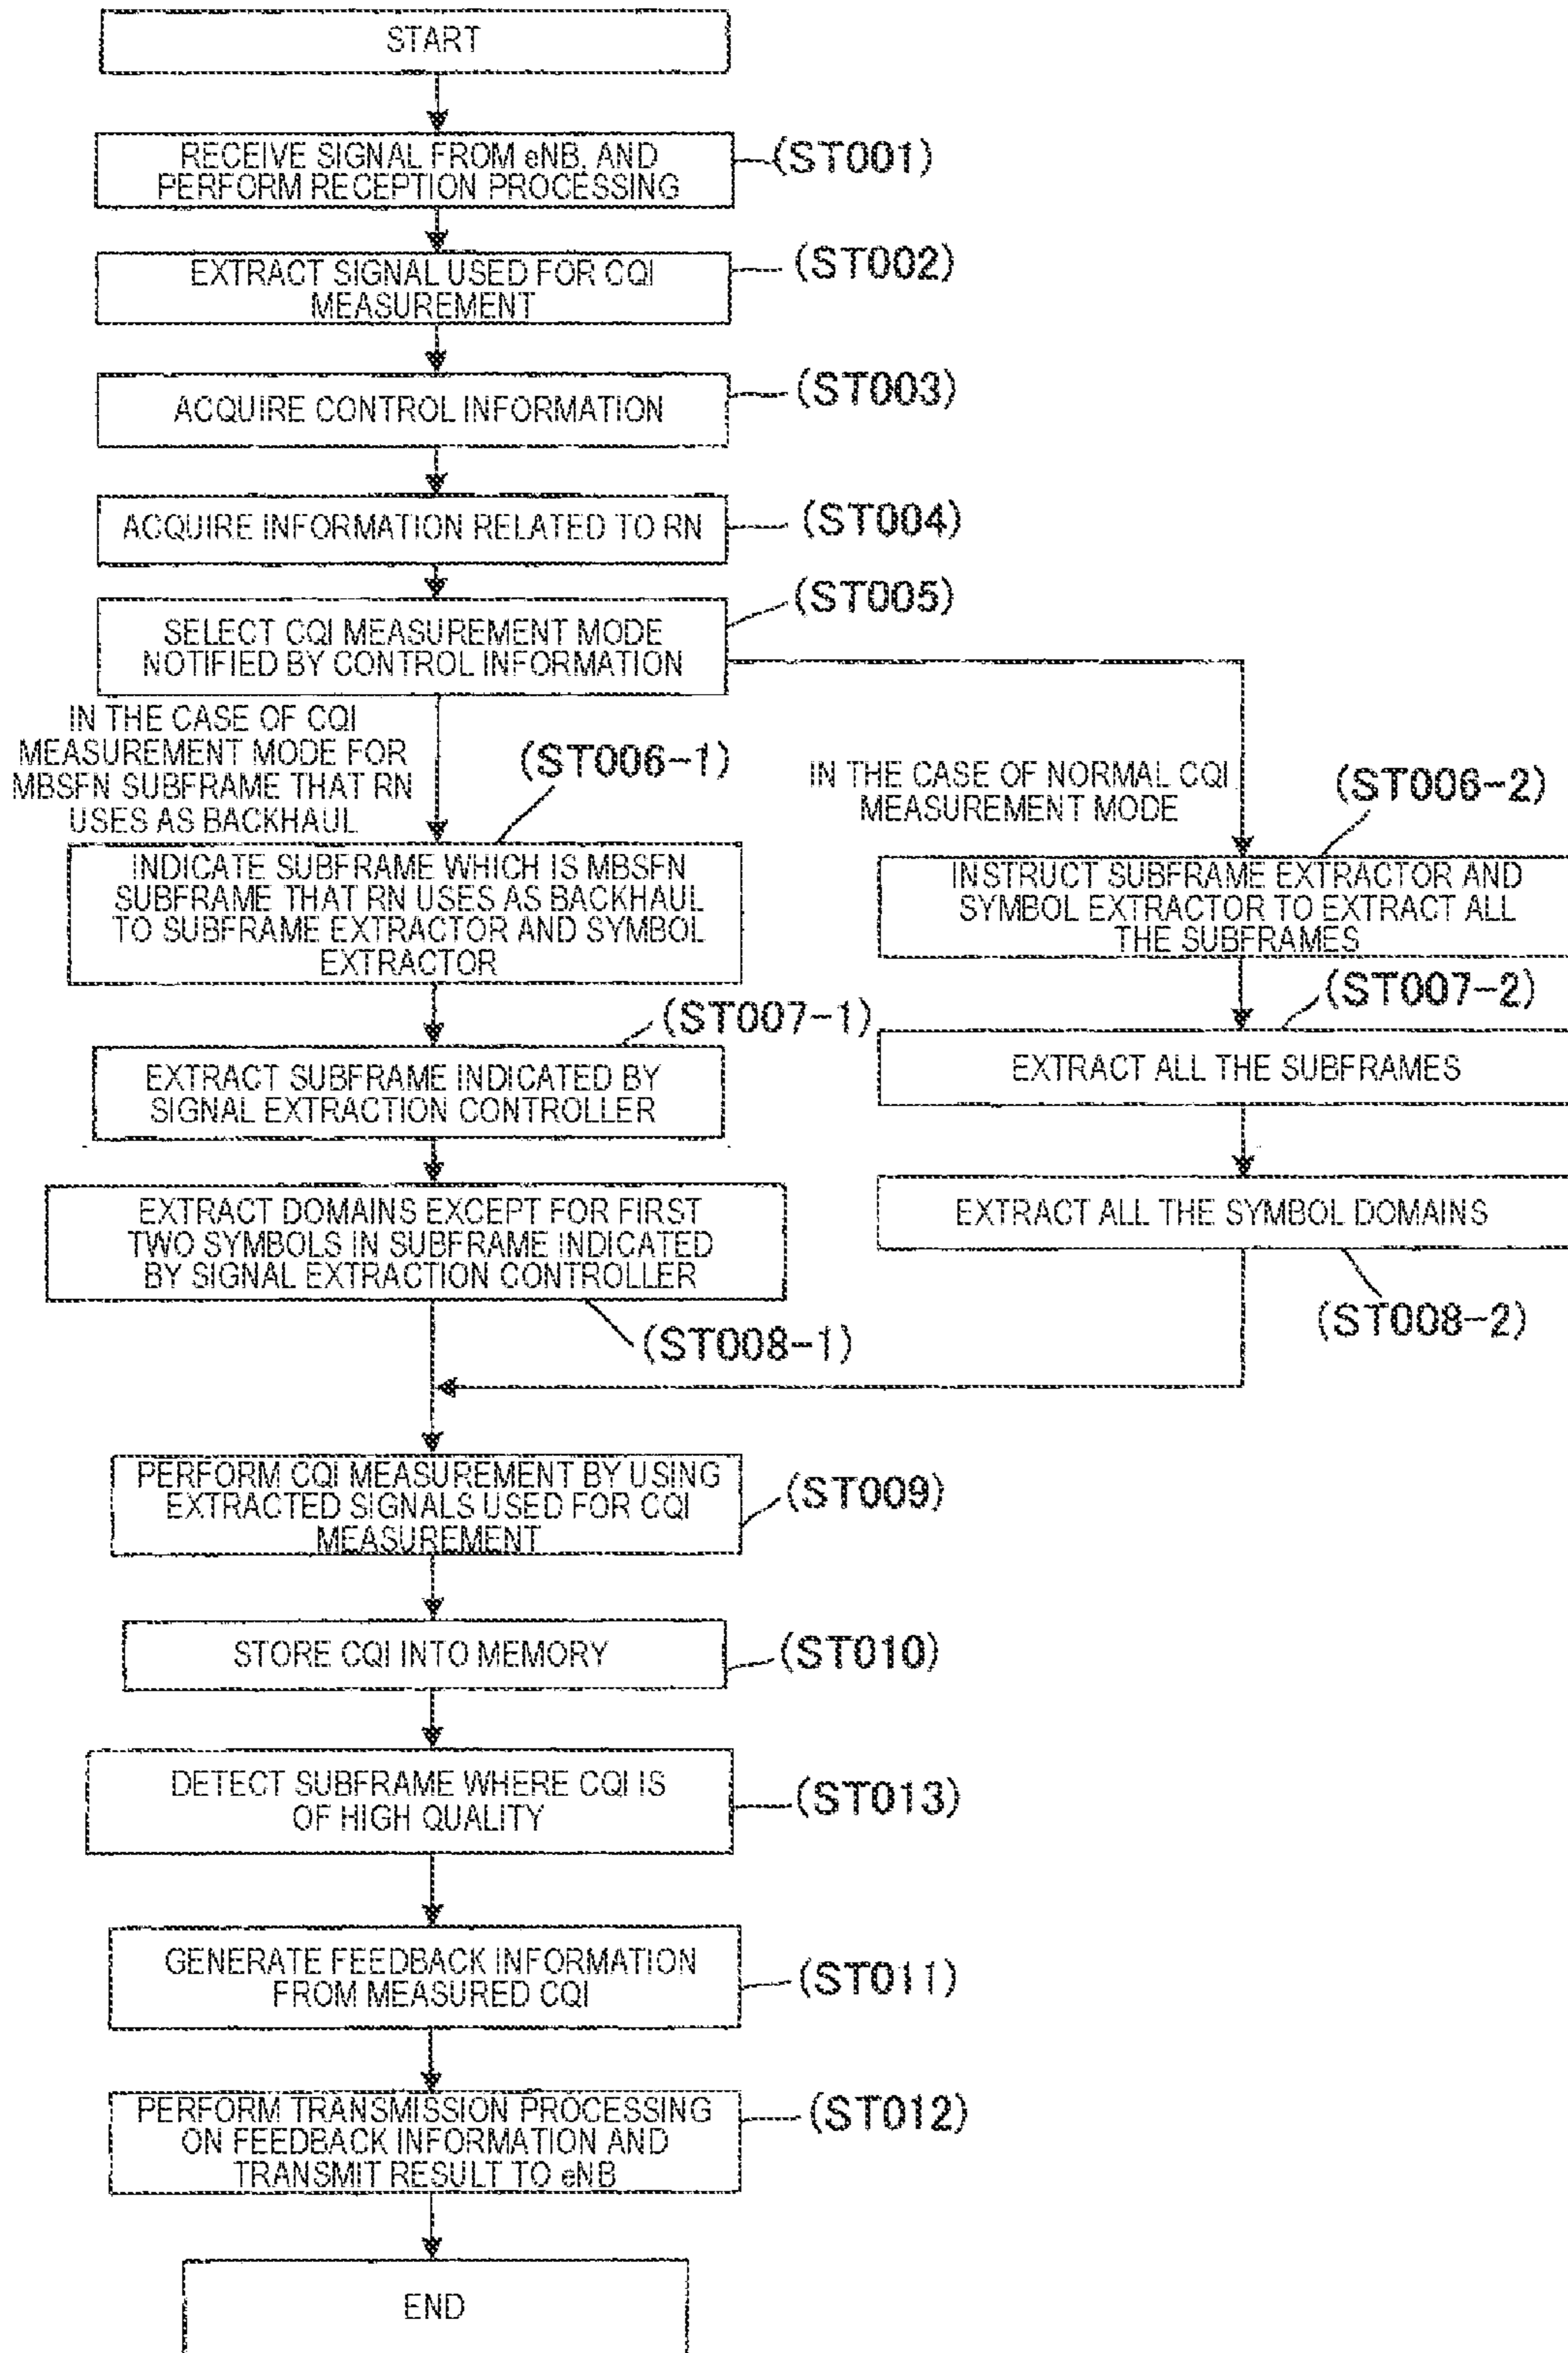 START
RECEIVE SIGNAL FROM eNB, AND
PERFORM RECEPTION PROCESSING
(ST001)
EXTRACT SIGNAL USED FOR CQI
MEASUREMENT
(ST002)
ACQUIRE CONTROL INFORMATION
(ST003)
ACQUIRE INFORMATION RELATED TO RN
(ST004)
SELECT CQI MEASUREMENT MODE
NOTIFIED BY CONTROL INFORMATION
(ST005)
IN THE CASE OF CQI
MEASUREMENT MODE FOR
MBSFN SUBFRAME THAT RN
USES AS BACKHAUL
(ST006-1)
IN THE CASE OF NORMAL CQI
MEASUREMENT MODE
(ST006-2)
INDICATE SUBFRAME WHICH IS MBSFN
SUBFRAME THAT RN USES AS BACKHAUL
TO SUBFRAME EXTRACTOR AND SYMBOL
EXTRACTOR
INSTRUCT SUBFRAME EXTRACTOR AND
SYMBOL EXTRACTOR TO EXTRACT ALL
THE SUBFRAMES
(ST007-1)
(ST007-2)
EXTRACT SUBFRAME INDICATED BY
SIGNAL EXTRACTION CONTROLLER
EXTRACT ALL THE SUBFRAMES
EXTRACT DOMAINS EXCEPT FOR FIRST
TWO SYMBOLS IN SUBFRAME INDICATED
BY SIGNAL EXTRACTION CONTROLLER
EXTRACT ALL THE SYMBOL DOMAINS
(ST008-1)
(ST008-2)
PERFORM CQI MEASUREMENT BY USING
EXTRACTED SIGNALS USED FOR CQI
MEASUREMENT
(ST009)
STORE CQI INTO MEMORY
(ST010)
DETECT SUBFRAME WHERE CQI IS
OF HIGH QUALITY
(ST013)
GENERATE FEEDBACK INFORMATION
FROM MEASURED CQI
(ST011)
PERFORM TRANSMISSION PROCESSING
ON FEEDBACK INFORMATION AND
TRANSMIT RESULT TO eNB
(ST012)
END